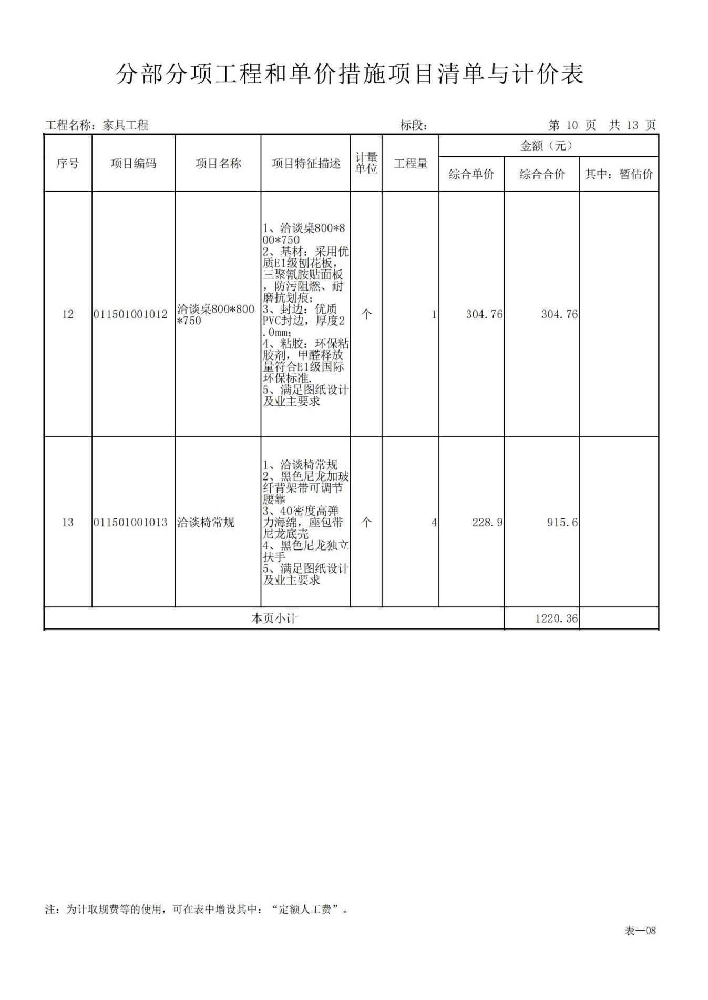 分部分项工程和单价措施项目清单与计价表
工程名称：家具工程 标段： 第 10 页 共 13 页
序号 项目编码 项目名称 项目特征描述 计量单位 工程量 金额（元）
综合单价 综合合价 其中：暂估价
12 011501001012 洽谈桌800*800
*750
1、洽谈桌800*8
00*750
2、基材：采用优
质E1级刨花板，
三聚氰胺贴面板
，防污阻燃、耐
磨抗划痕；
3、封边：优质
PVC封边，厚度2
.0mm；
4、粘胶：环保粘
胶剂，甲醛释放
量符合E1级国际
环保标准.
5、满足图纸设计
及业主要求
个 1 304.76 304.76
13 011501001013 洽谈椅常规
1、洽谈椅常规
2、黑色尼龙加玻
纤背架带可调节
腰靠
3、40密度高弹
力海绵，座包带
尼龙底壳
4、黑色尼龙独立
扶手
5、满足图纸设计
及业主要求
个 4 228.9 915.6
本页小计 1220.36
注：为计取规费等的使用，可在表中增设其中：“定额人工费”。
表—08